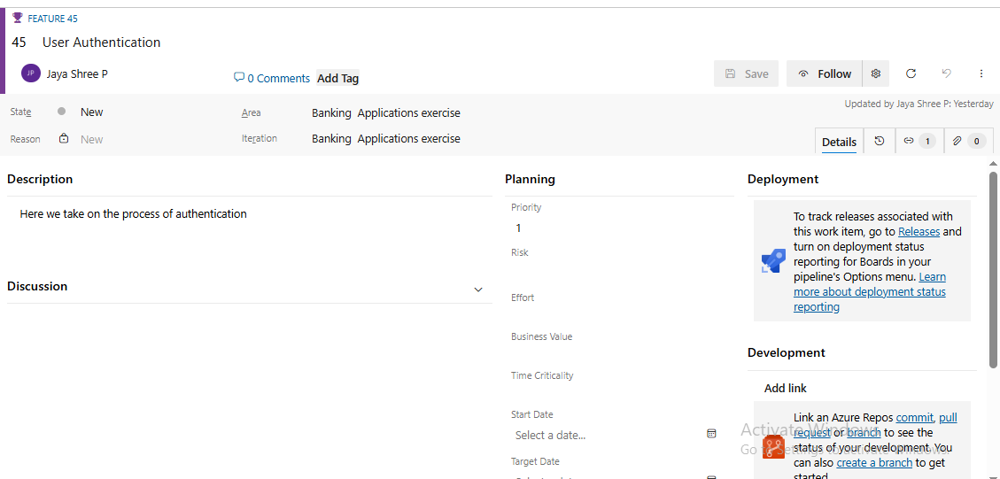 FEATURE 45
45 User Authentication
JP Jaya Shree P
0 Comments Add Tag
Save
Follow
State New
Area Banking Applications exercise
Updated by Jaya Shree P: Yesterday
Reason New
Iteration Banking Applications exercise
Details
1
0
Description
Here we take on the process of authentication
Discussion
Planning
Priority
1
Risk
Effort
Business Value
Time Criticality
Start Date
Select a date...
Target Date
Deployment
To track releases associated with
this work item, go to Releases and
turn on deployment status
reporting for Boards in your
pipeline's Options menu. Learn
more about deployment status
reporting
Development
Add link
Link an Azure Repos commit, pull
request or branch to see the
status of your development. You
can also create a branch to get
started
Activate Windows
Go to Settings to activate Windows.